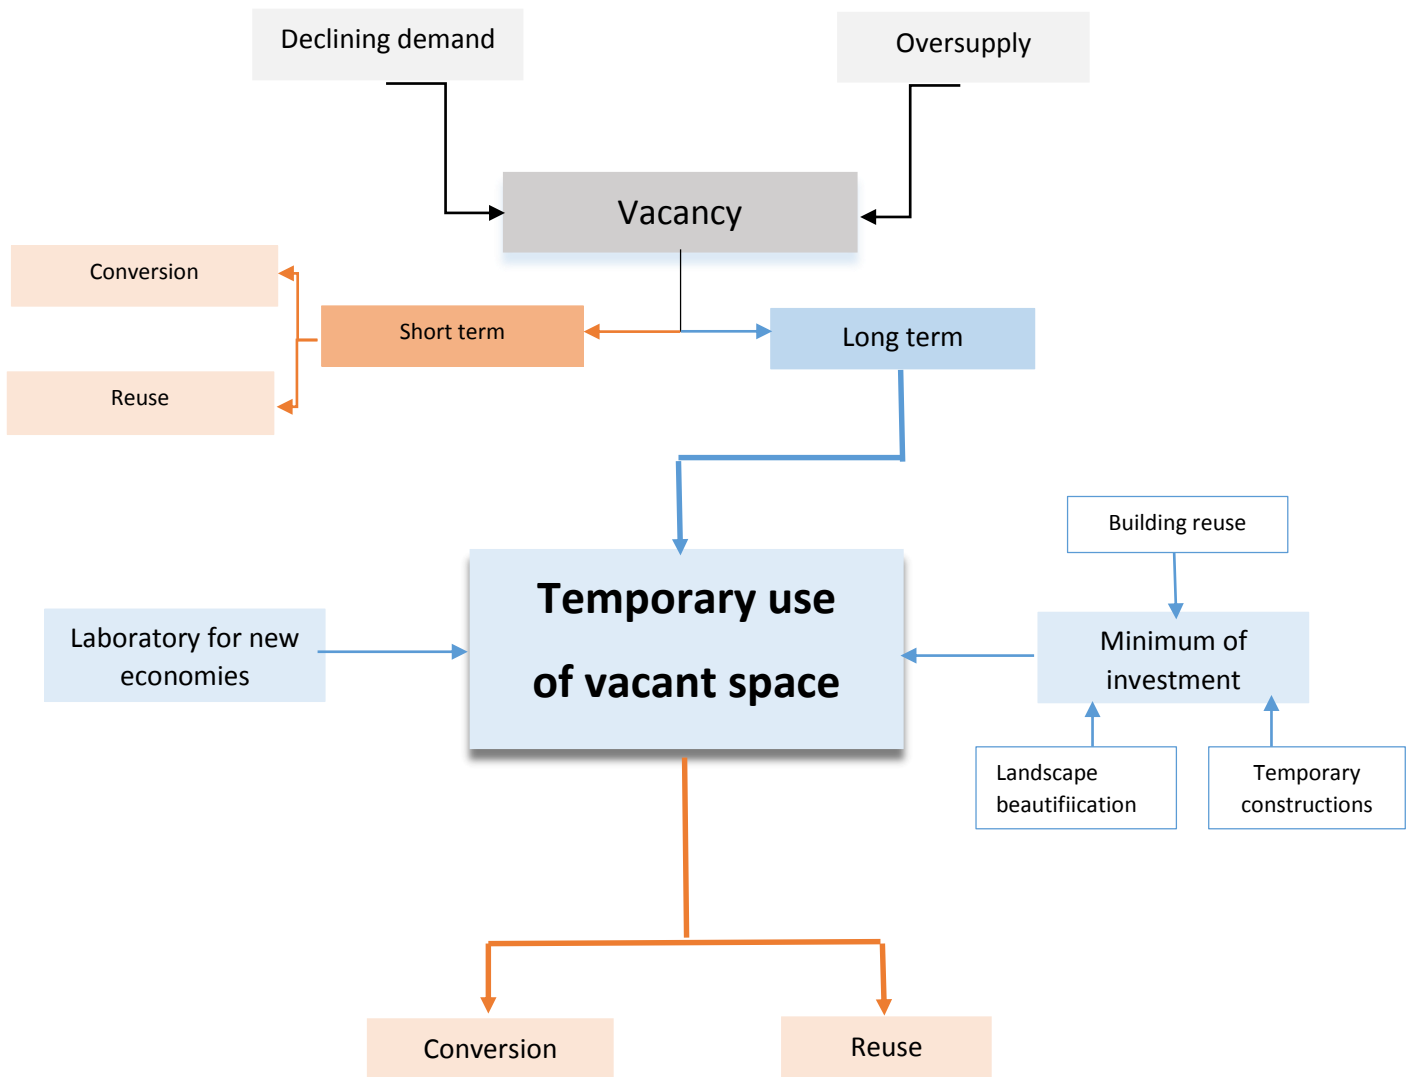 Declining demand
Oversupply
Vacancy
Conversion
Short term
Long term
Reuse
Building reuse
Laboratory for new
economies
Temporary use
of vacant space
Minimum of
investment
Landscape
beautifiication
Temporary
constructions
Conversion
Reuse